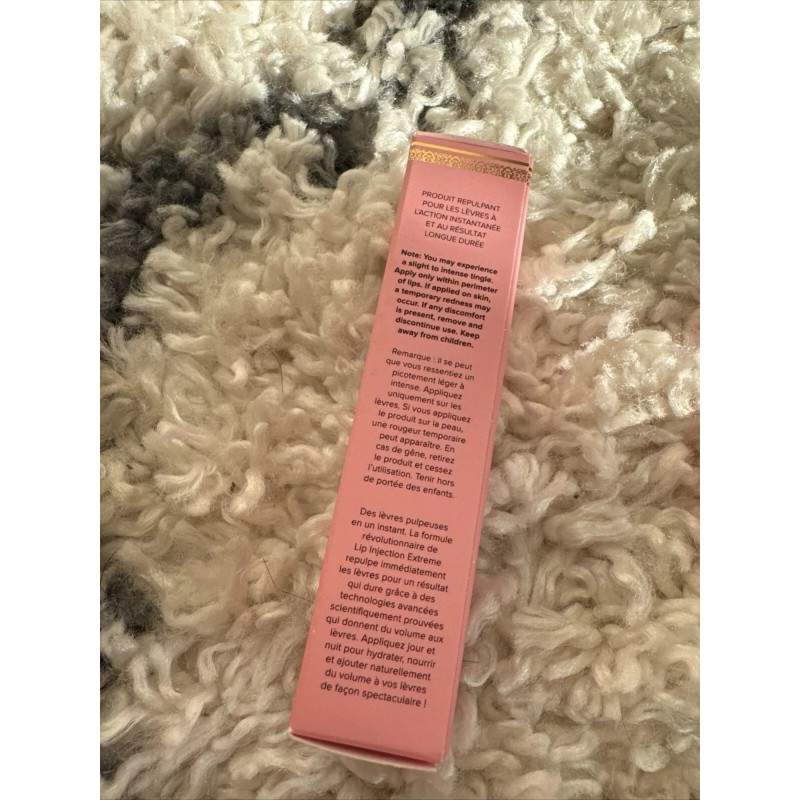 PRODUIT REPULPANT
POUR LES LÈVRES À
L'ACTION INSTANTANÉE
ET AU RÉSULTAT
LONGUE DURÉE
Note: You may experience
a slight to intense tingle.
Apply only within perimeter
of lips. If applied on skin,
a temporary redness may
occur. If any discomfort
is present, remove and
discontinue use. Keep
away from children.
Remarque : il se peut
que vous ressentiez un
picotement léger à
intense. Appliquez
uniquement sur les
lèvres. Si vous appliquez
le produit sur la peau,
une rougeur temporaire
peut apparaître. En
cas de gêne, retirez
le produit et cessez
l'utilisation. Tenir hors
de portée des enfants.
Des lèvres pulpeuses
en un instant. La formule
révolutionnaire de
Lip Injection Extreme
repulpe immédiatement
les lèvres pour un résultat
qui dure grâce à des
technologies avancées
scientifiquement prouvées
qui donnent du volume aux
lèvres. Appliquez jour et
nuit pour hydrater, nourrir
et ajouter naturellement
du volume à vos lèvres
de façon spectaculaire !